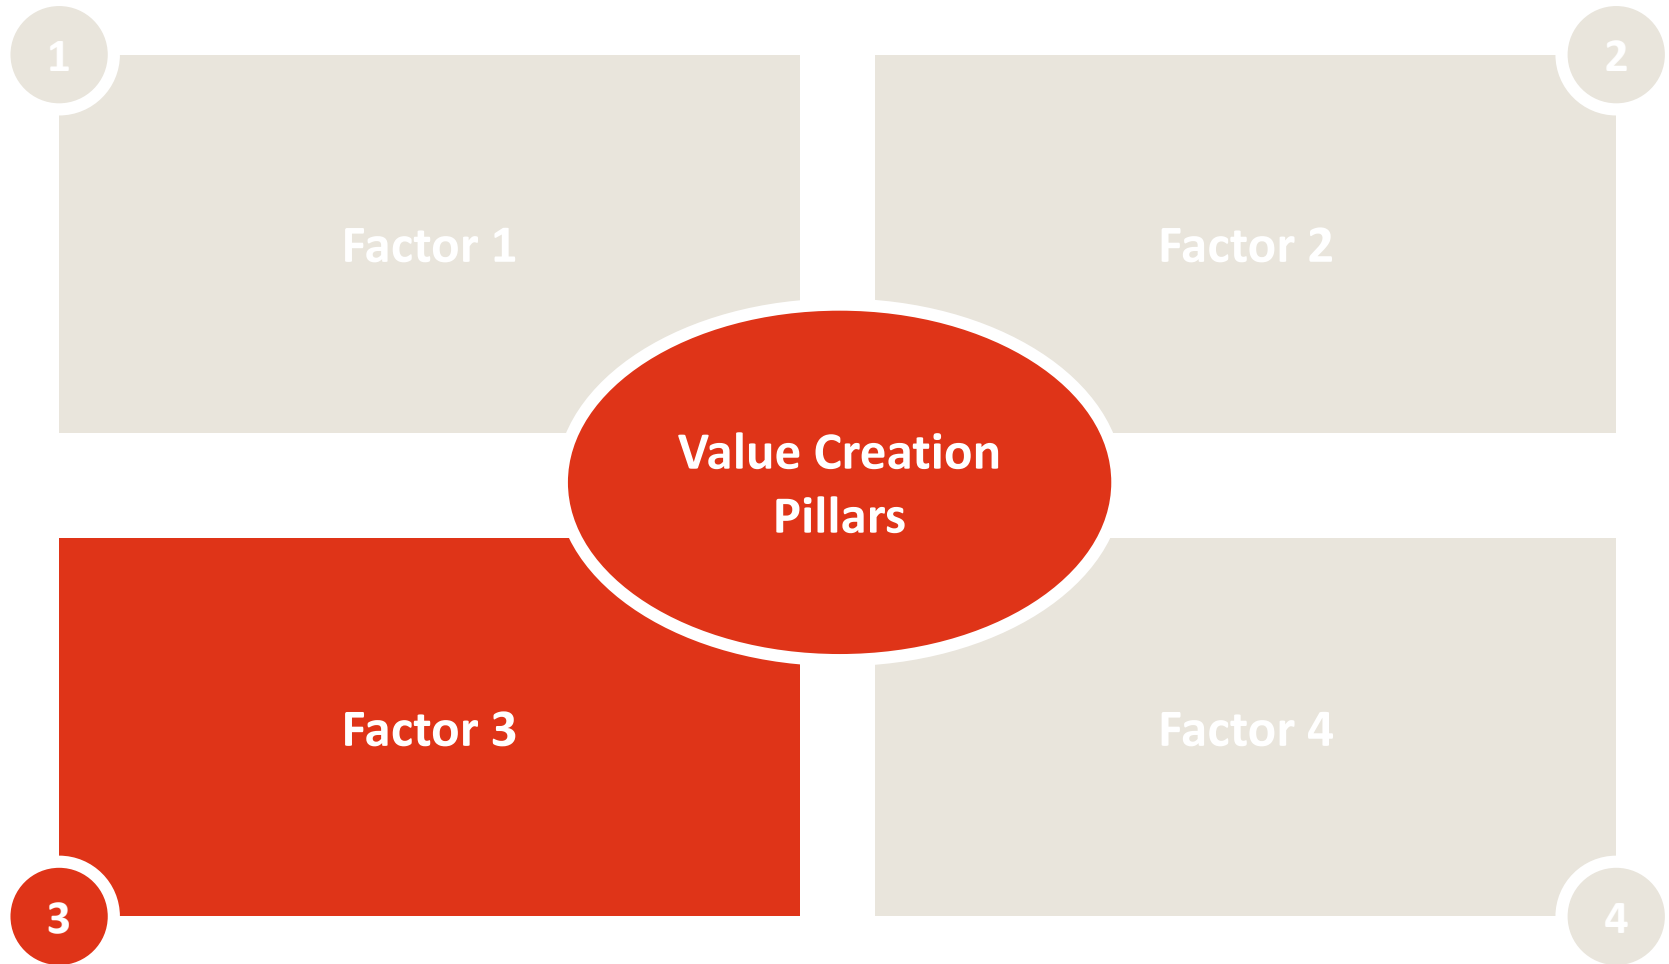 1
2
Factor 1
Factor 2
Value Creation
Pillars
Factor 3
Factor 4
3
4